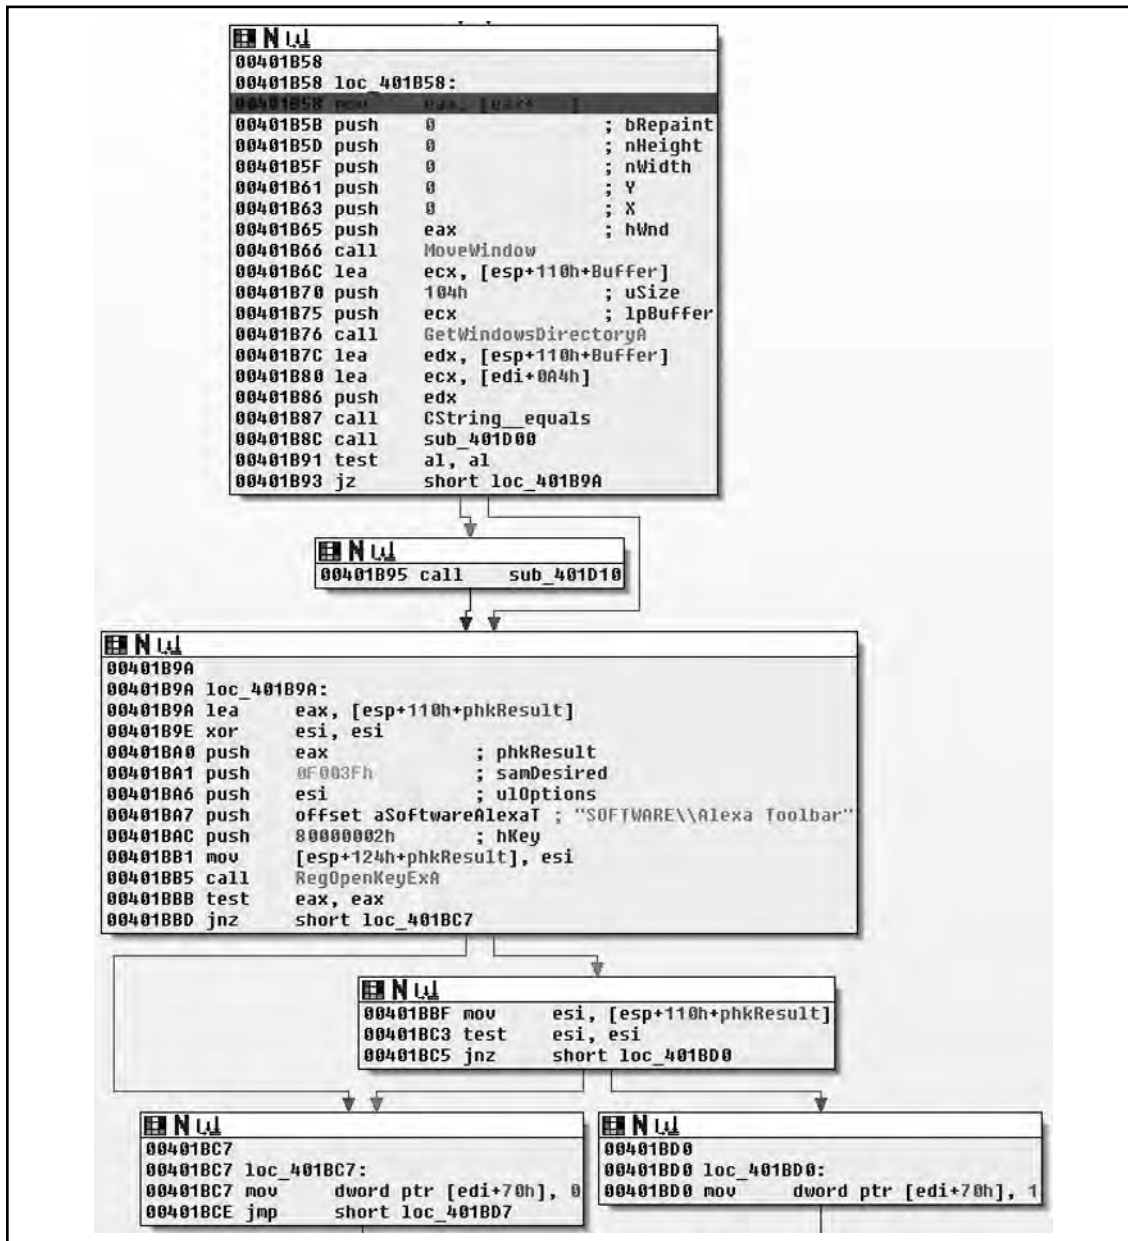 00401B58
00401B58 loc_401B58:
00401B58 mov eax,
00401B5B push 0 ; bRepaint
00401B5D push 0 ; nHeight
00401B5F push 0 ; nWidth
00401B61 push 0 ; Y
00401B63 push 0 ; X
00401B65 push eax ; hWnd
00401B66 call MoveWindow
00401B6C lea ecx, [esp+110h+Buffer]
00401B70 push 104h ; uSize
00401B75 push ecx ; lpBuffer
00401B76 call GetWindowsDirectoryA
00401B7C lea edx, [esp+110h+Buffer]
00401B80 lea ecx, [edi+0A4h]
00401B86 push edx
00401B87 call CString__equals
00401B8C call sub_401D00
00401B91 test al, al
00401B93 jz short loc_401B9A
00401B95 call sub_401D10
00401B9A
00401B9A loc_401B9A:
00401B9A lea eax, [esp+110h+phkResult]
00401B9E xor esi, esi
00401BA0 push eax ; phkResult
00401BA1 push 0F003Fh ; samDesired
00401BA6 push esi ; ulOptions
00401BA7 push offset aSoftwareAlexaT ; "SOFTWARE\\Alexa Toolbar"
00401BAC push 80000002h ; hKey
00401BB1 mov [esp+124h+phkResult], esi
00401BB5 call RegOpenKeyExA
00401BBB test eax, eax
00401BBD jnz short loc_401BC7
00401BBF mov esi, [esp+110h+phkResult]
00401BC3 test esi, esi
00401BC5 jnz short loc_401BD0
00401BC7
00401BC7 loc_401BC7:
00401BC7 mov dword ptr [edi+70h], 0
00401BCE jmp short loc_401BD7
00401BD0
00401BD0 loc_401BD0:
00401BD0 mov dword ptr [edi+70h], 1